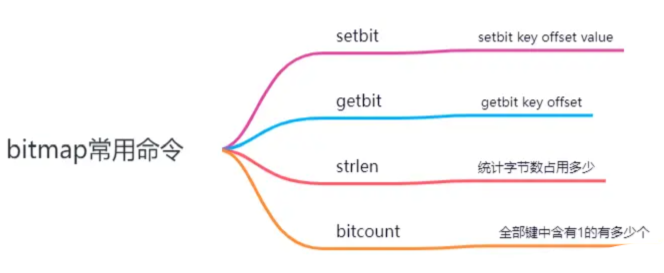 bitmap常用命令
setbit
setbit key offset value
getbit
getbit key offset
strlen
统计字节数占用多少
bitcount
全部键中含有1的有多少个